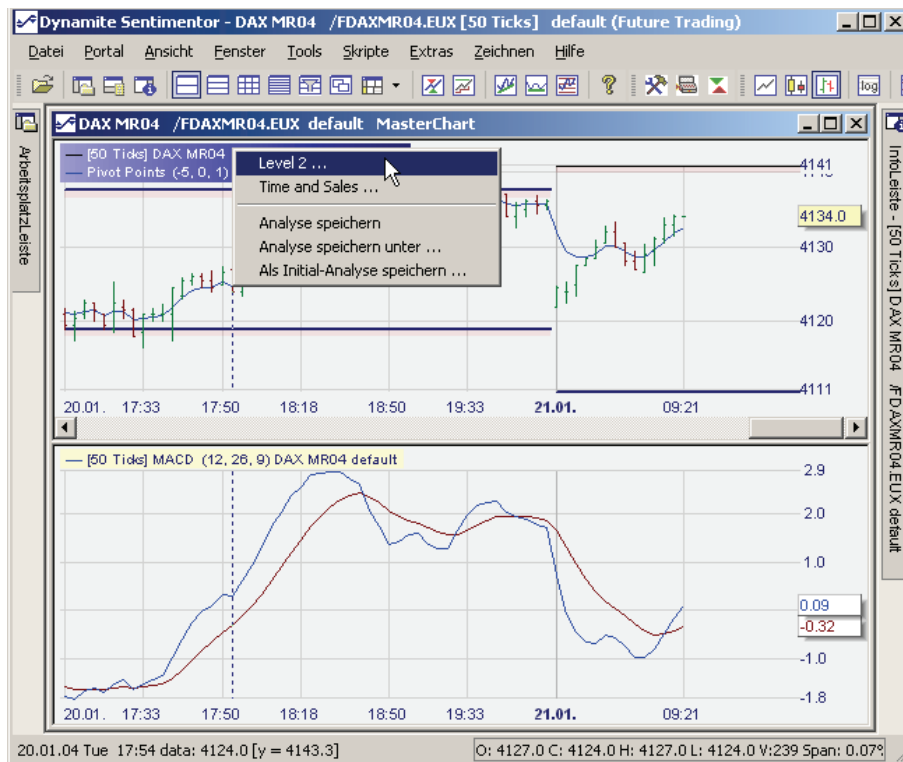 Dynamite Sentimentor - DAX MR04 /FDAXMR04.EUX [50 Ticks] default (Future Trading)
Datei Portal Ansicht Fenster Tools Skripte Extras Zeichnen Hilfe
log
ArbeitsplatzLeiste
DAX MR04 /FDAXMR04.EUX default MasterChart
[50 Ticks] DAX MR04
Pivot Points (-5, 0, 1)
Level 2 ...
Time and Sales ...
Analyse speichern
Analyse speichern unter ...
Als Initial-Analyse speichern ...
4141
4134.0
4130
4120
4111
20.01. 17:33 17:50 18:18 18:50 19:33 21.01. 09:21
[50 Ticks] MACD (12, 26, 9) DAX MR04 default
2.9
2.0
1.0
0.09
-0.32
-1.0
-1.8
20.01. 17:33 17:50 18:18 18:50 19:33 21.01. 09:21
InfoLeiste - [50 Ticks] DAX MR04 /FDAXMR04.EUX default
20.01.04 Tue 17:54 data: 4124.0 [y = 4143.3]
O: 4127.0 C: 4124.0 H: 4127.0 L: 4124.0 V:239 Span: 0.07%